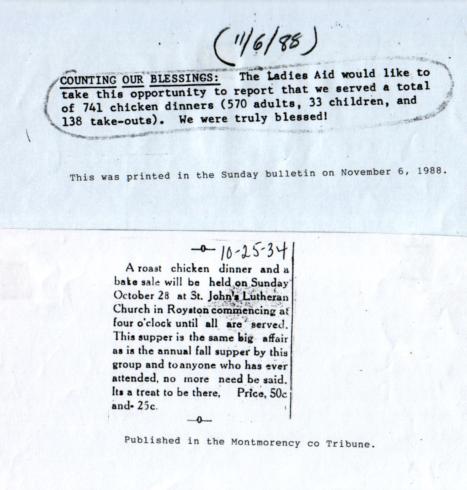 (11/6/88)
COUNTING OUR BLESSINGS: The Ladies Aid would like to
take this opportunity to report that we served a total
of 741 chicken dinners (570 adults, 33 children, and
138 take-outs). We were truly blessed!
This was printed in the Sunday bulletin on November 6, 1988.
10-25-34
A roast chicken dinner and a
bake sale will be held on Sunday
October 28 at St. John's Lutheran
Church in Royston commencing at
four o'clock until all are served.
This supper is the same big affair
as is the annual fall supper by this
group and to anyone who has ever
attended, no more need be said.
Its a treat to be there. Price, 50c
and 25c.
Published in the Montmorency co Tribune.